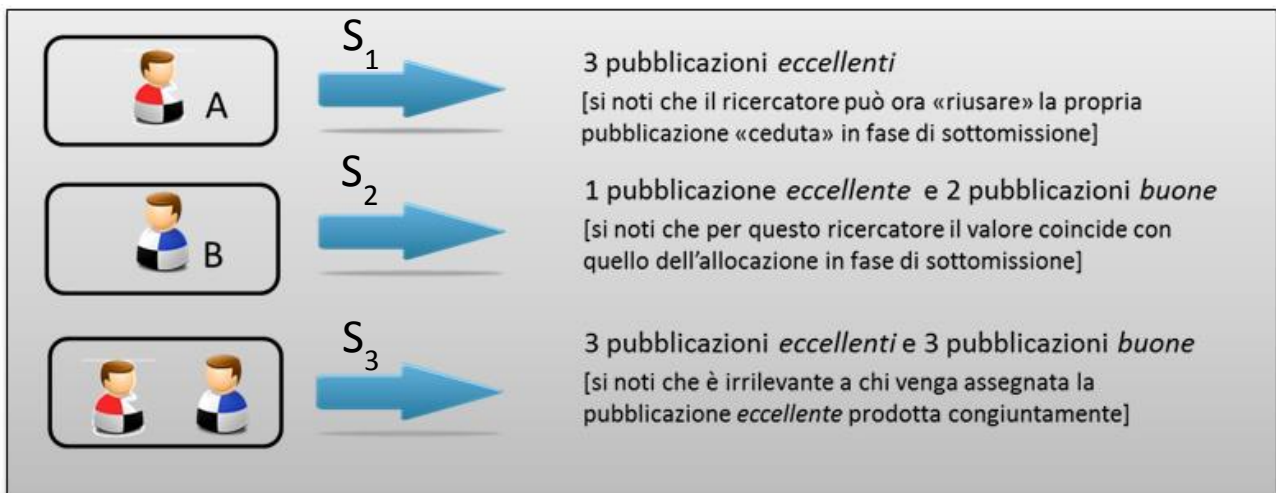 S1
3 pubblicazioni eccellenti
[si noti che il ricercatore può ora «riusare» la propria
pubblicazione «ceduta» in fase di sottomissione]
A
S2
1 pubblicazione eccellente e 2 pubblicazioni buone
[si noti che per questo ricercatore il valore coincide con
quello dell'allocazione in fase di sottomissione]
B
S3
3 pubblicazioni eccellenti e 3 pubblicazioni buone
[si noti che è irrilevante a chi venga assegnata la
pubblicazione eccellente prodotta congiuntamente]